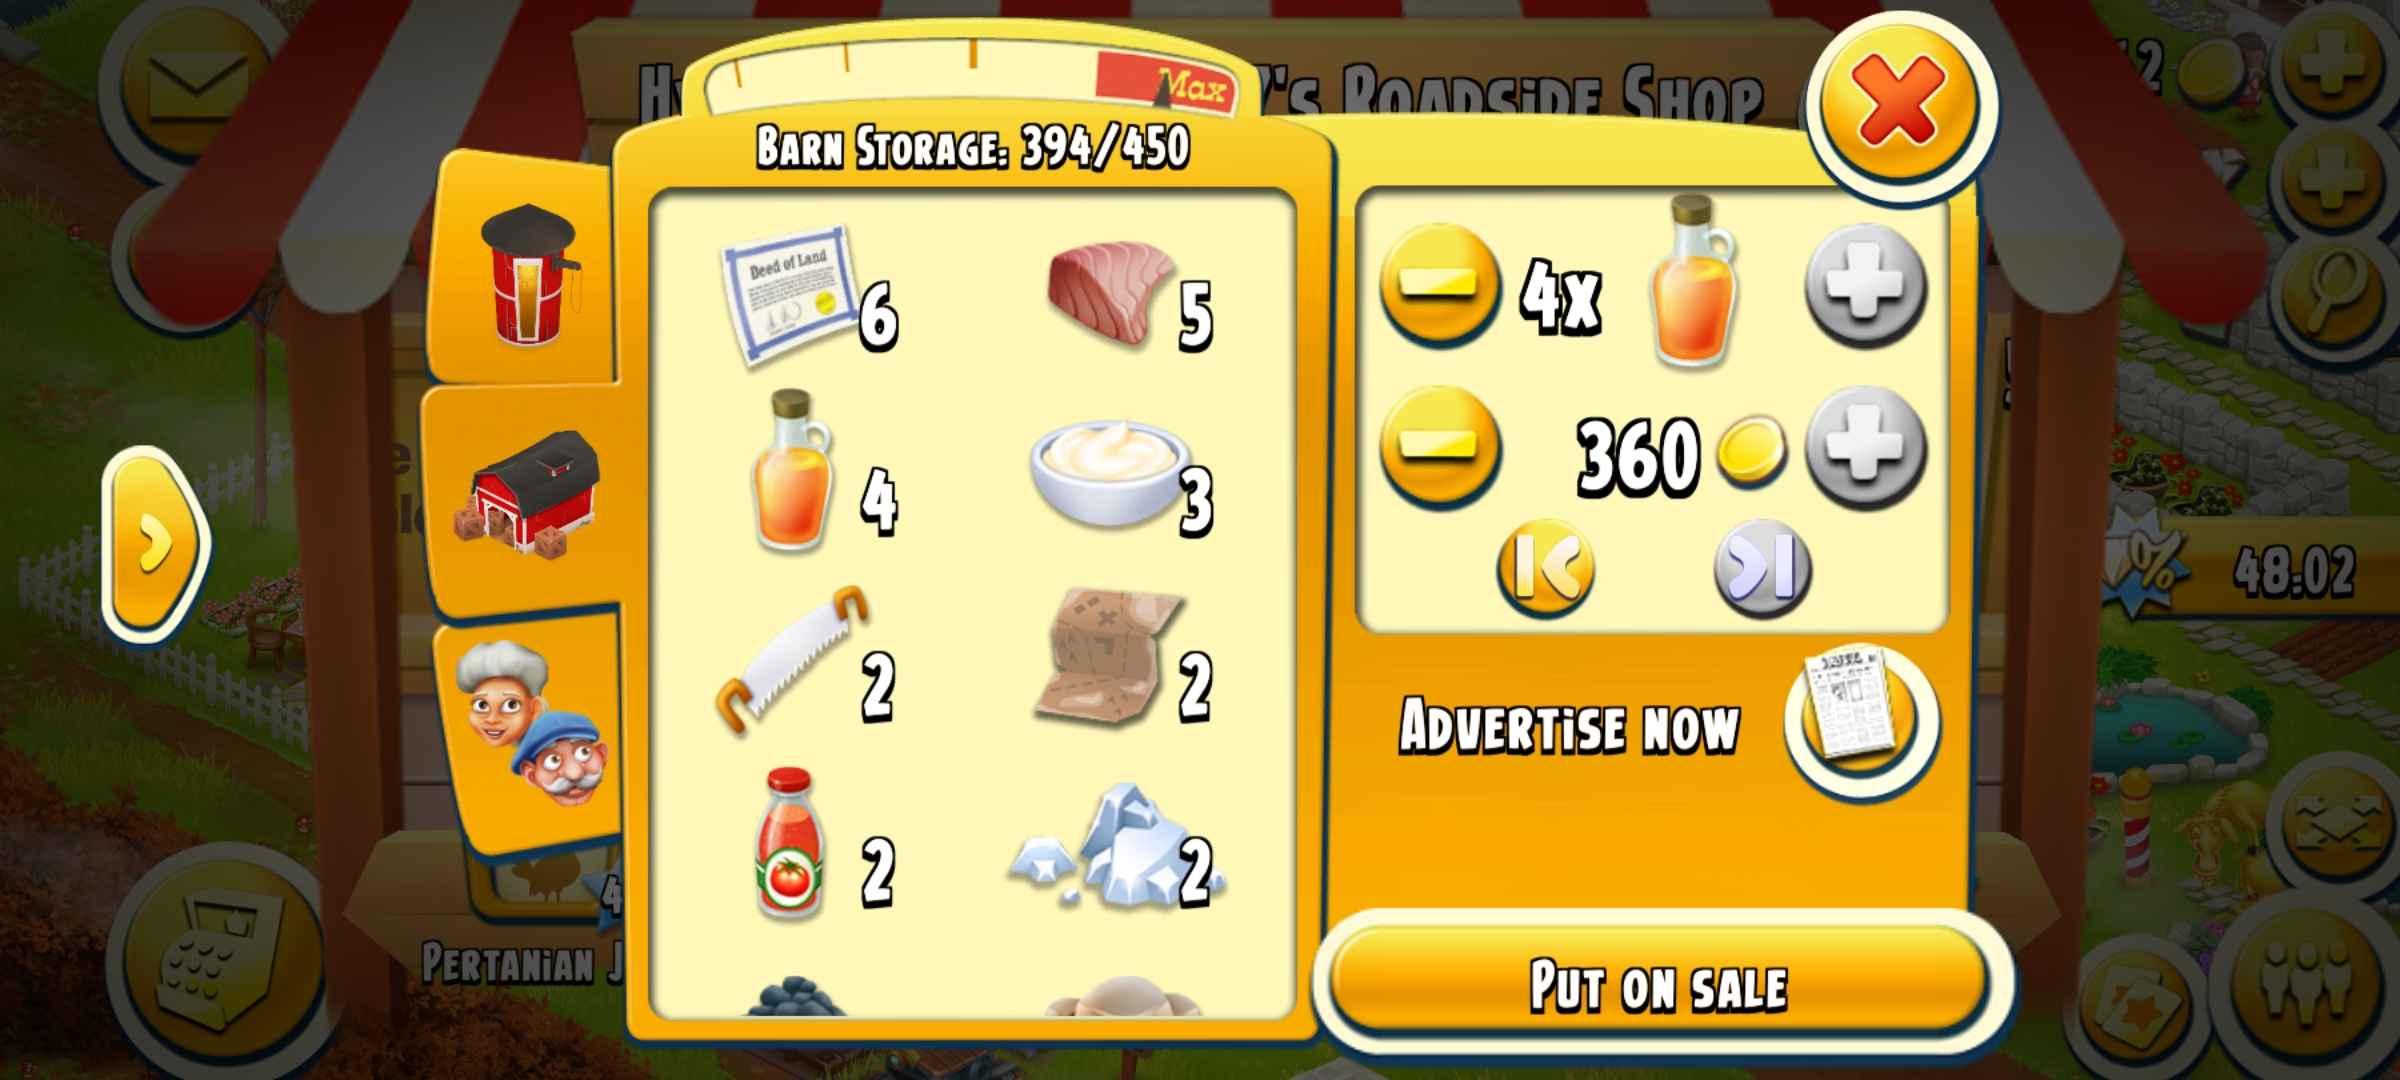 'S ROADSIDE SHOP
Max
BARN STORAGE: 394/450
Deed of Land
6
5
4x
4
3
360
2
2
48:02
ADVERTISE NOW
2
2
PERTANIAN J
PUT ON SALE